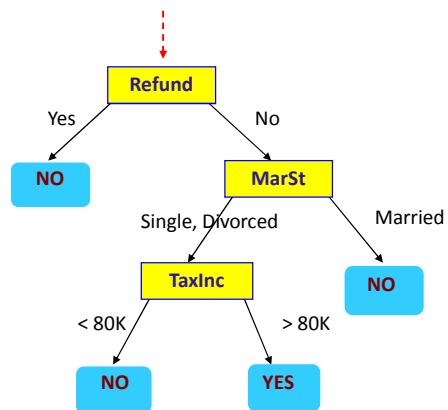 Refund
Yes
No
NO
MarSt
Single, Divorced
Married
TaxInc
NO
< 80K
> 80K
NO
YES